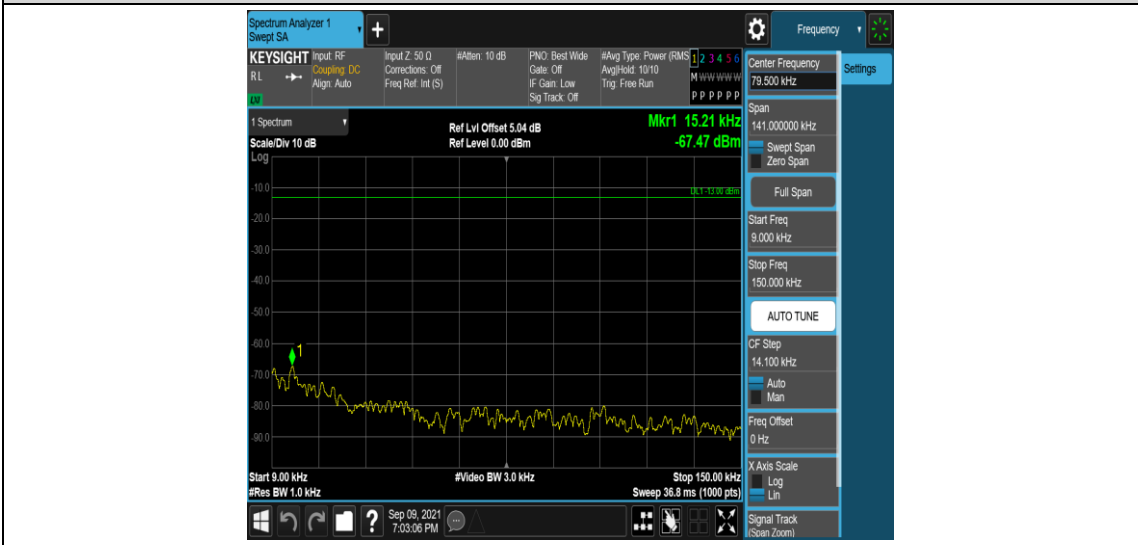 Spectrum Analyzer 1
Swept SA
+
Frequency
KEYSIGHT
RL
LXI
Input: RF
Coupling: DC
Align: Auto
Input Z: 50 Ω
Corrections: Off
Freq Ref: Int (S)
#Atten: 10 dB
PNO: Best Wide
Gate: Off
IF Gain: Low
Sig Track: Off
#Avg Type: Power (RMS
Avg|Hold: 10/10
Trig: Free Run
1 2 3 4 5 6
M W W W W W
P P P P P P
Center Frequency
79.500 kHz
Settings
1 Spectrum
Ref Lvl Offset 5.04 dB
Mkr1 15.21 kHz
Scale/Div 10 dB
Ref Level 0.00 dBm
-67.47 dBm
Log
DL1 -13.00 dBm
-10.0
-20.0
-30.0
-40.0
-50.0
-60.0
-70.0
-80.0
-90.0
1
Start 9.00 kHz
#Video BW 3.0 kHz
Stop 150.00 kHz
#Res BW 1.0 kHz
Sweep 36.8 ms (1000 pts)
Span
141.000000 kHz
Swept Span
Zero Span
Full Span
Start Freq
9.000 kHz
Stop Freq
150.000 kHz
AUTO TUNE
CF Step
14.100 kHz
Auto
Man
Freq Offset
0 Hz
X Axis Scale
Log
Lin
Signal Track
(Span Zoom)
?
Sep 09, 2021
7:03:06 PM